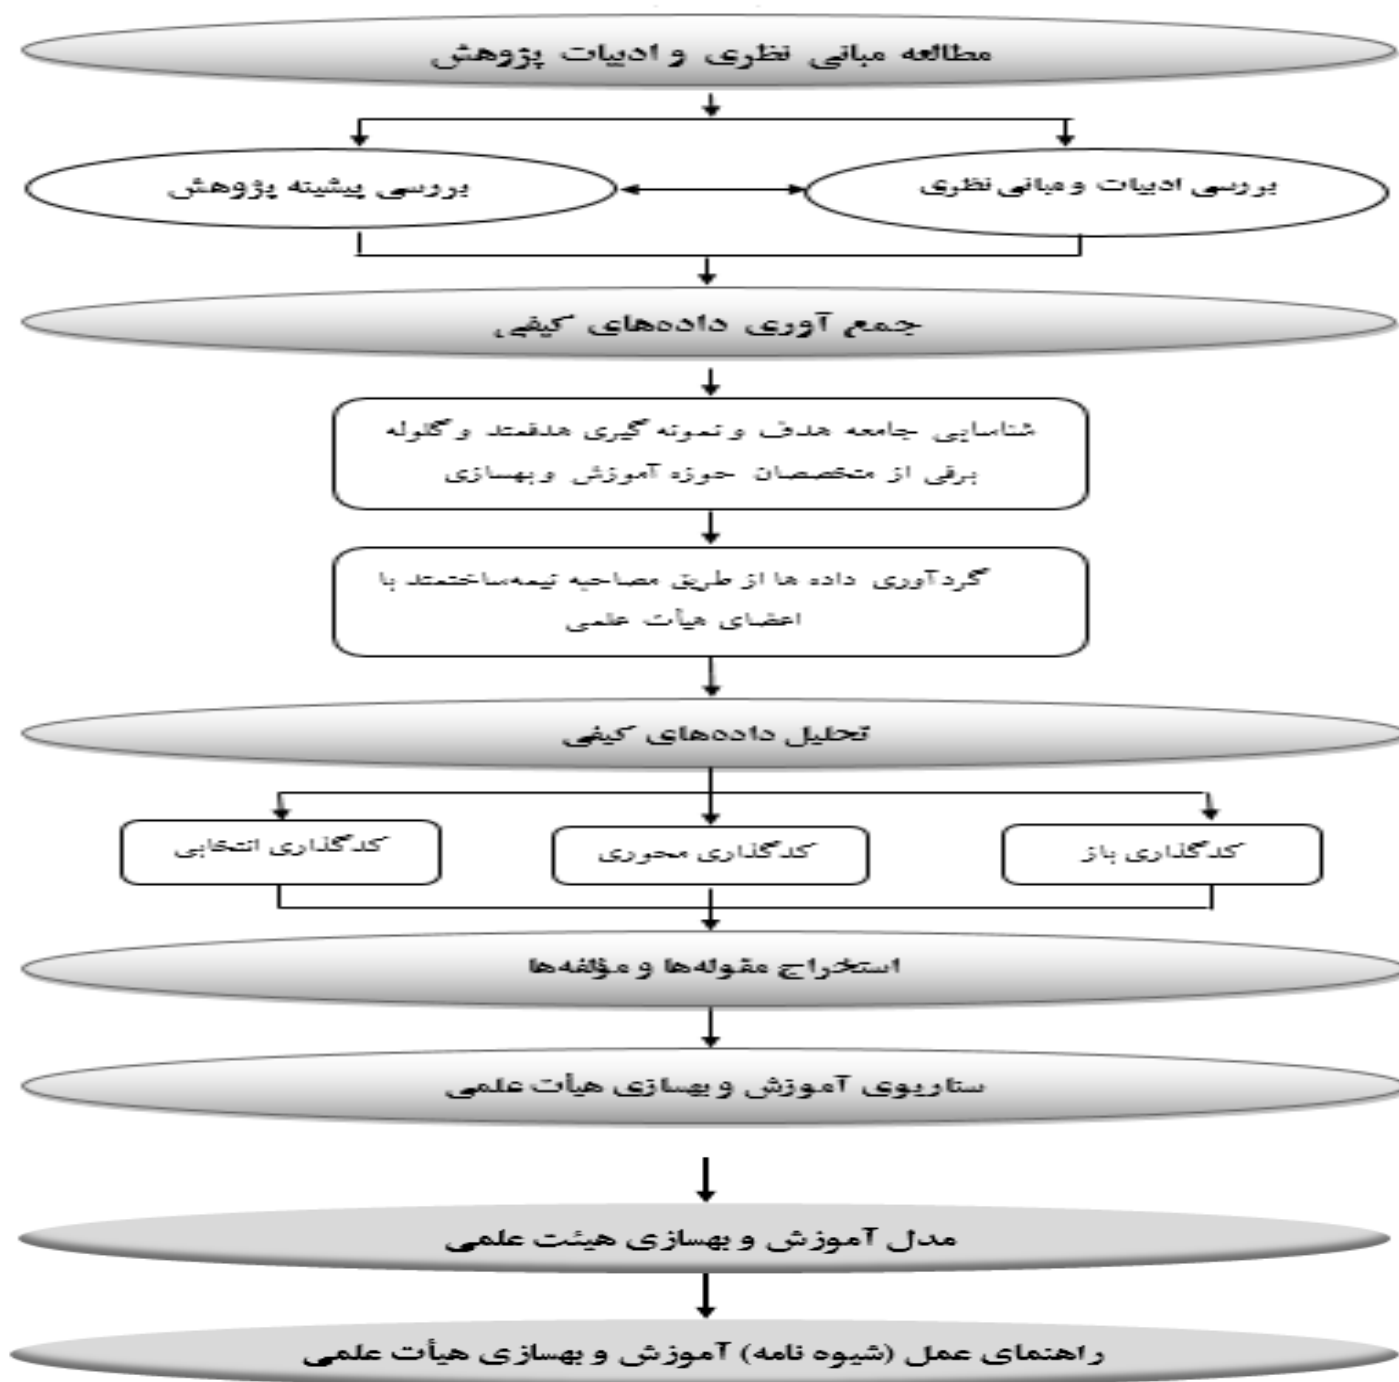 مطالعه مبانی نظری و ادبیات پژوهش
بررسی ادبیات و مبانی نظری
بررسی پیشینه پژوهش
جمع آوری داده‌های کیفی
شناسایی جامعه هدف و نمونه گیری هدفمند و گلوله
برفی از متخصصان حوزه آموزش و بهسازی
گردآوری داده ها از طریق مصاحبه نیمه‌ساختمند با
اعضای هیأت علمی
تحلیل داده‌های کیفی
کدگذاری باز
کدگذاری محوری
کدگذاری انتخابی
استخراج مقوله‌ها و مؤلفه‌ها
سناریوی آموزش و بهسازی هیأت علمی
مدل آموزش و بهسازی هیئت علمی
راهنمای عمل (شیوه نامه) آموزش و بهسازی هیأت علمی